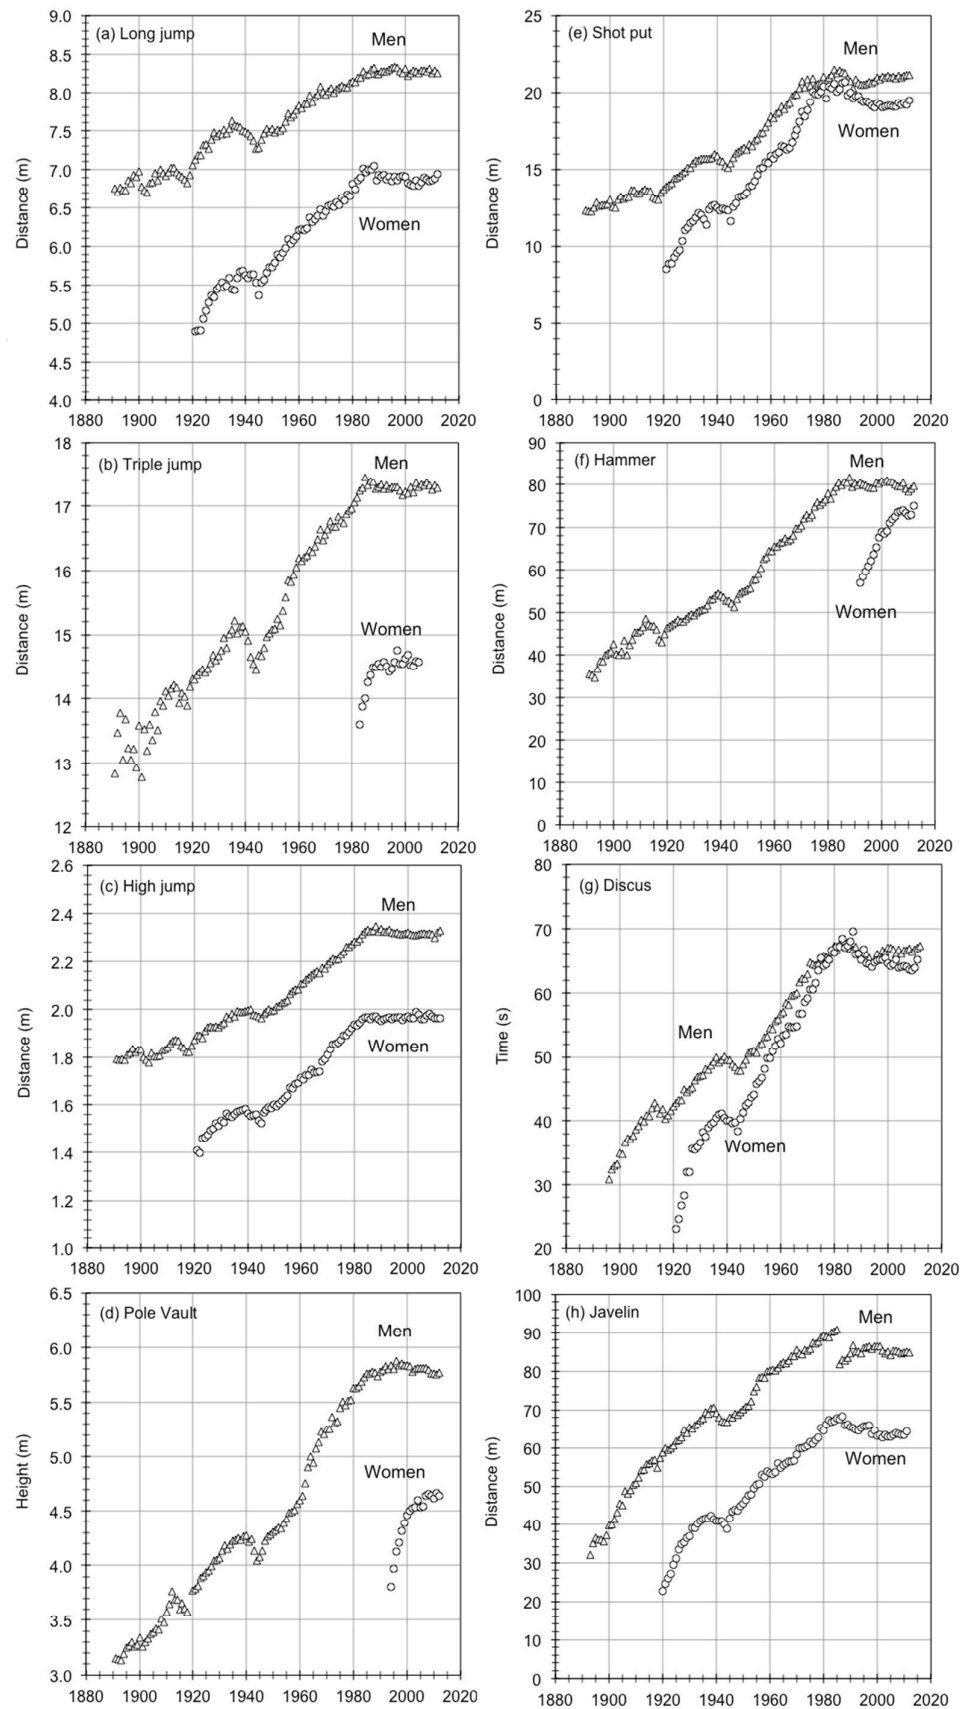 (a) Long jump
Men
Women
Distance (m)
9.0
8.5
8.0
7.5
7.0
6.5
6.0
5.5
5.0
4.5
4.0
1880 1900 1920 1940 1960 1980 2000 2020
(e) Shot put
Men
Women
Distance (m)
25
20
15
10
5
0
1880 1900 1920 1940 1960 1980 2000 2020
(b) Triple jump
Men
Women
Distance (m)
18
17
16
15
14
13
12
1880 1900 1920 1940 1960 1980 2000 2020
(f) Hammer
Men
Women
Distance (m)
90
80
70
60
50
40
30
20
10
0
1880 1900 1920 1940 1960 1980 2000 2020
(c) High jump
Men
Women
Distance (m)
2.6
2.4
2.2
2.0
1.8
1.6
1.4
1.2
1.0
1880 1900 1920 1940 1960 1980 2000 2020
(g) Discus
Men
Women
Time (s)
80
70
60
50
40
30
20
1880 1900 1920 1940 1960 1980 2000 2020
(d) Pole Vault
Men
Women
Height (m)
6.5
6.0
5.5
5.0
4.5
4.0
3.5
3.0
1880 1900 1920 1940 1960 1980 2000 2020
(h) Javelin
Men
Women
Distance (m)
100
90
80
70
60
50
40
30
20
10
0
1880 1900 1920 1940 1960 1980 2000 2020